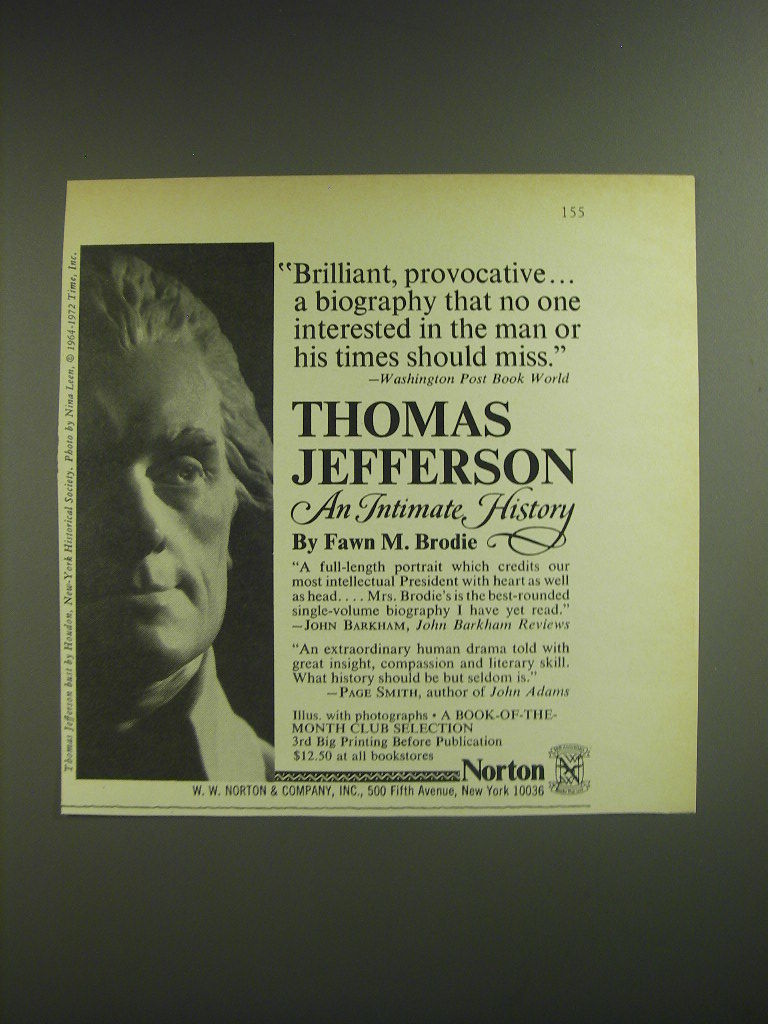 155
"Brilliant, provocative...
a biography that no one
interested in the man or
his times should miss."
—Washington Post Book World
THOMAS
JEFFERSON
An Intimate History
By Fawn M. Brodie
"A full-length portrait which credits our
most intellectual President with heart as well
as head.... Mrs. Brodie's is the best-rounded
single-volume biography I have yet read."
—JOHN BARKHAM, John Barkham Reviews
"An extraordinary human drama told with
great insight, compassion and literary skill.
What history should be but seldom is."
—PAGE SMITH, author of John Adams
Illus. with photographs • A BOOK-OF-THE-
MONTH CLUB SELECTION
3rd Big Printing Before Publication
$12.50 at all bookstores
Norton
W. W. NORTON & COMPANY, INC., 500 Fifth Avenue, New York 10036
Thomas Jefferson bust by Houdon, New-York Historical Society. Photo by Nina Leen, © 1964-1972 Time, Inc.